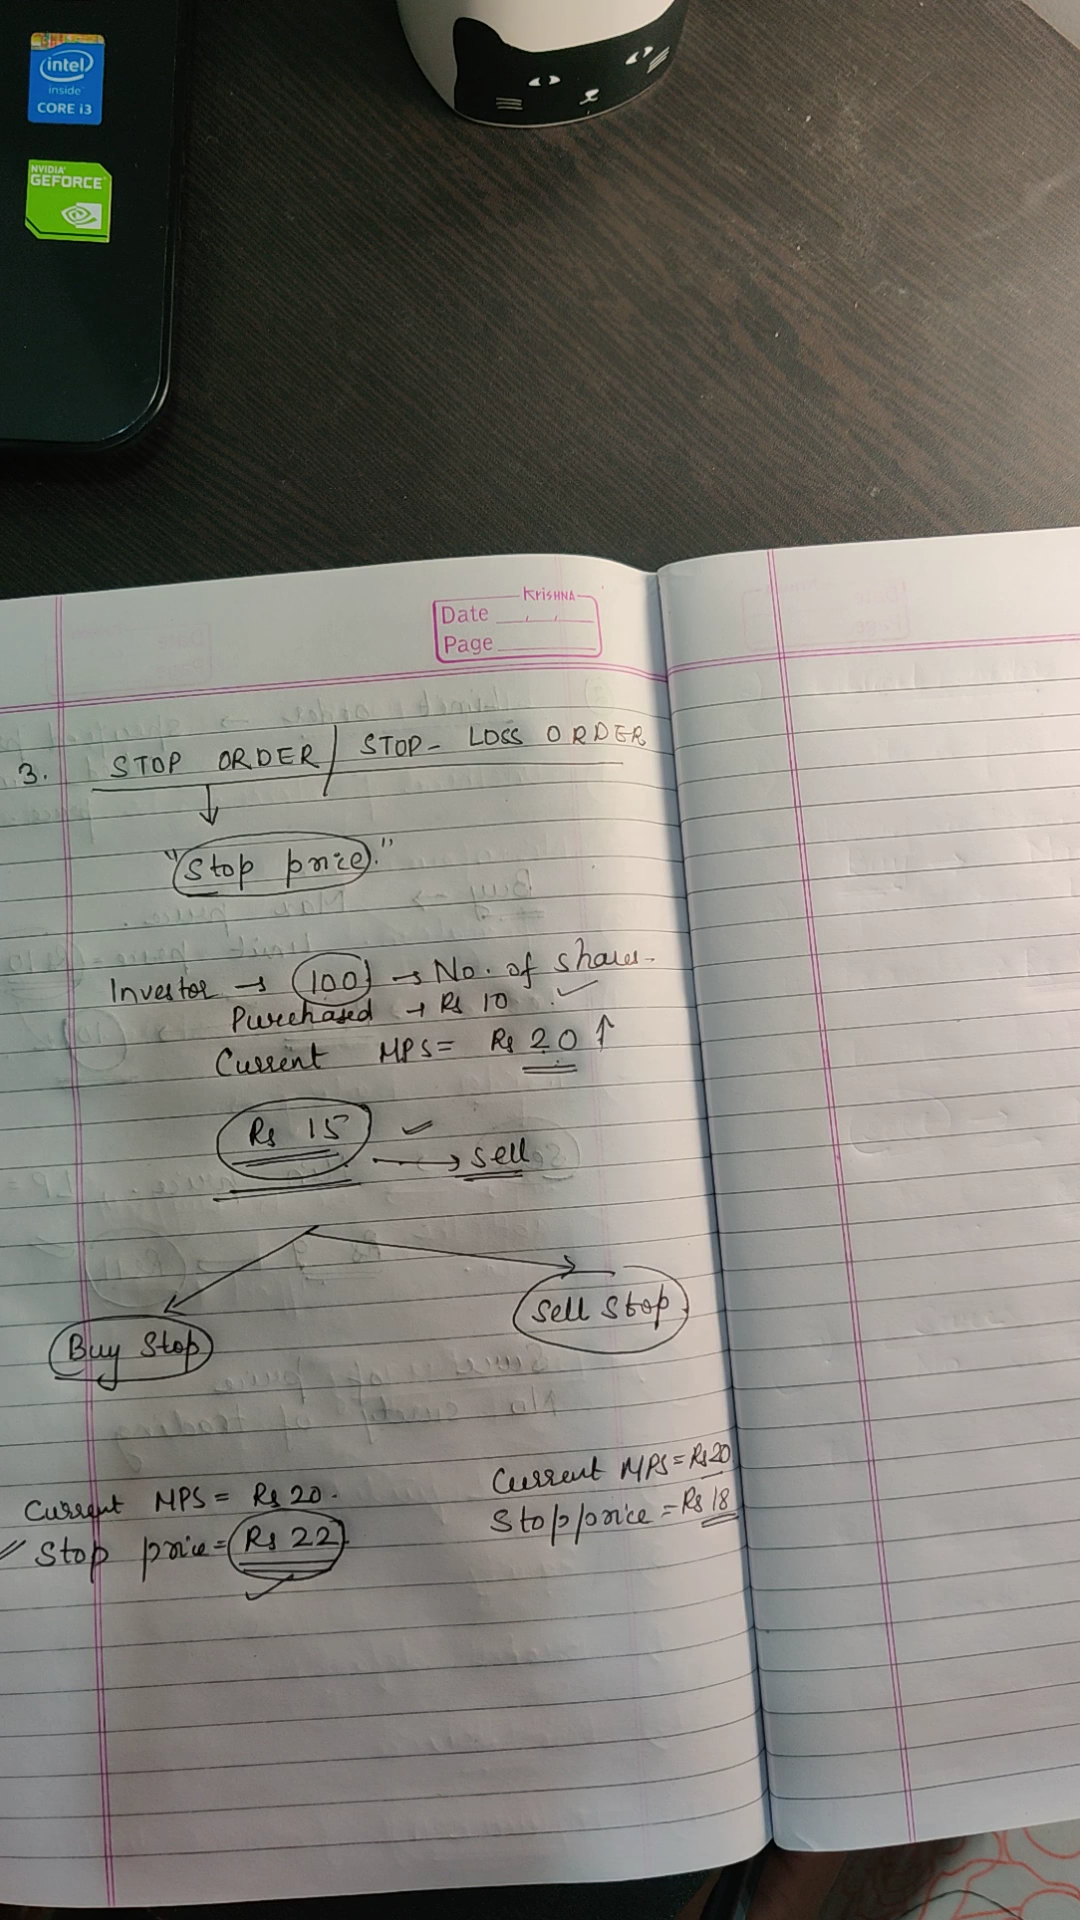 intel
inside
CORE i3
NVIDIA
GEFORCE
KRISHNA
Date
Page
3. STOP ORDER / STOP- LOSS ORDER
"Stop price."
Investor → 100 → No. of shares.
Purchased → Rs 10
Current MPS = Rs 20 ↑
Rs 15 → sell
Buy Stop
Sell Stop
Current MPS = Rs 20.
Stop price = Rs 22.
Current MPS = Rs 20
Stop price = Rs 18